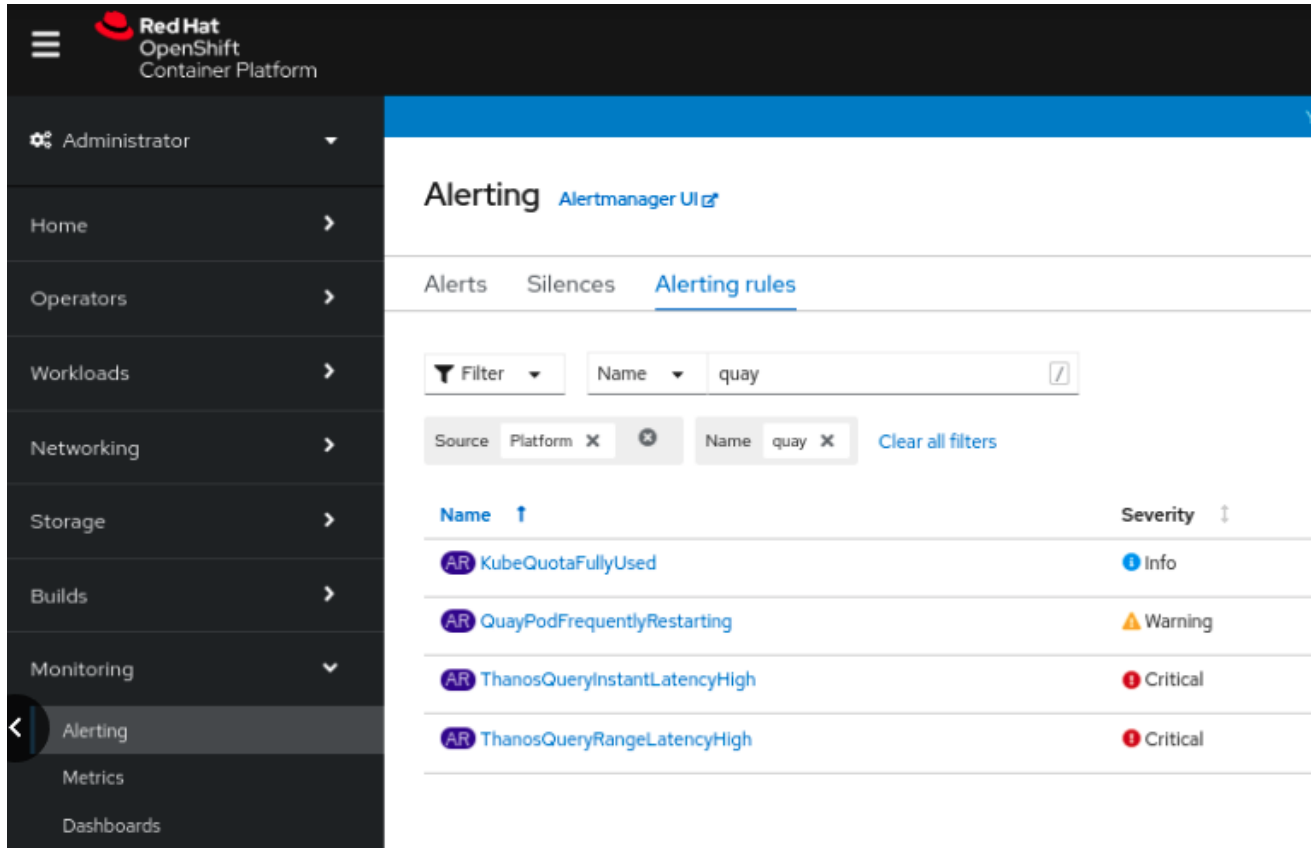 Red Hat
OpenShift
Container Platform
Administrator
Home
Operators
Workloads
Networking
Storage
Builds
Monitoring
Alerting
Metrics
Dashboards
Alerting Alertmanager UI
Alerts Silences Alerting rules
Filter Name quay /
Source Platform Name quay Clear all filters
Name Severity
AR KubeQuotaFullyUsed Info
AR QuayPodFrequentlyRestarting Warning
AR ThanosQueryInstantLatencyHigh Critical
AR ThanosQueryRangeLatencyHigh Critical